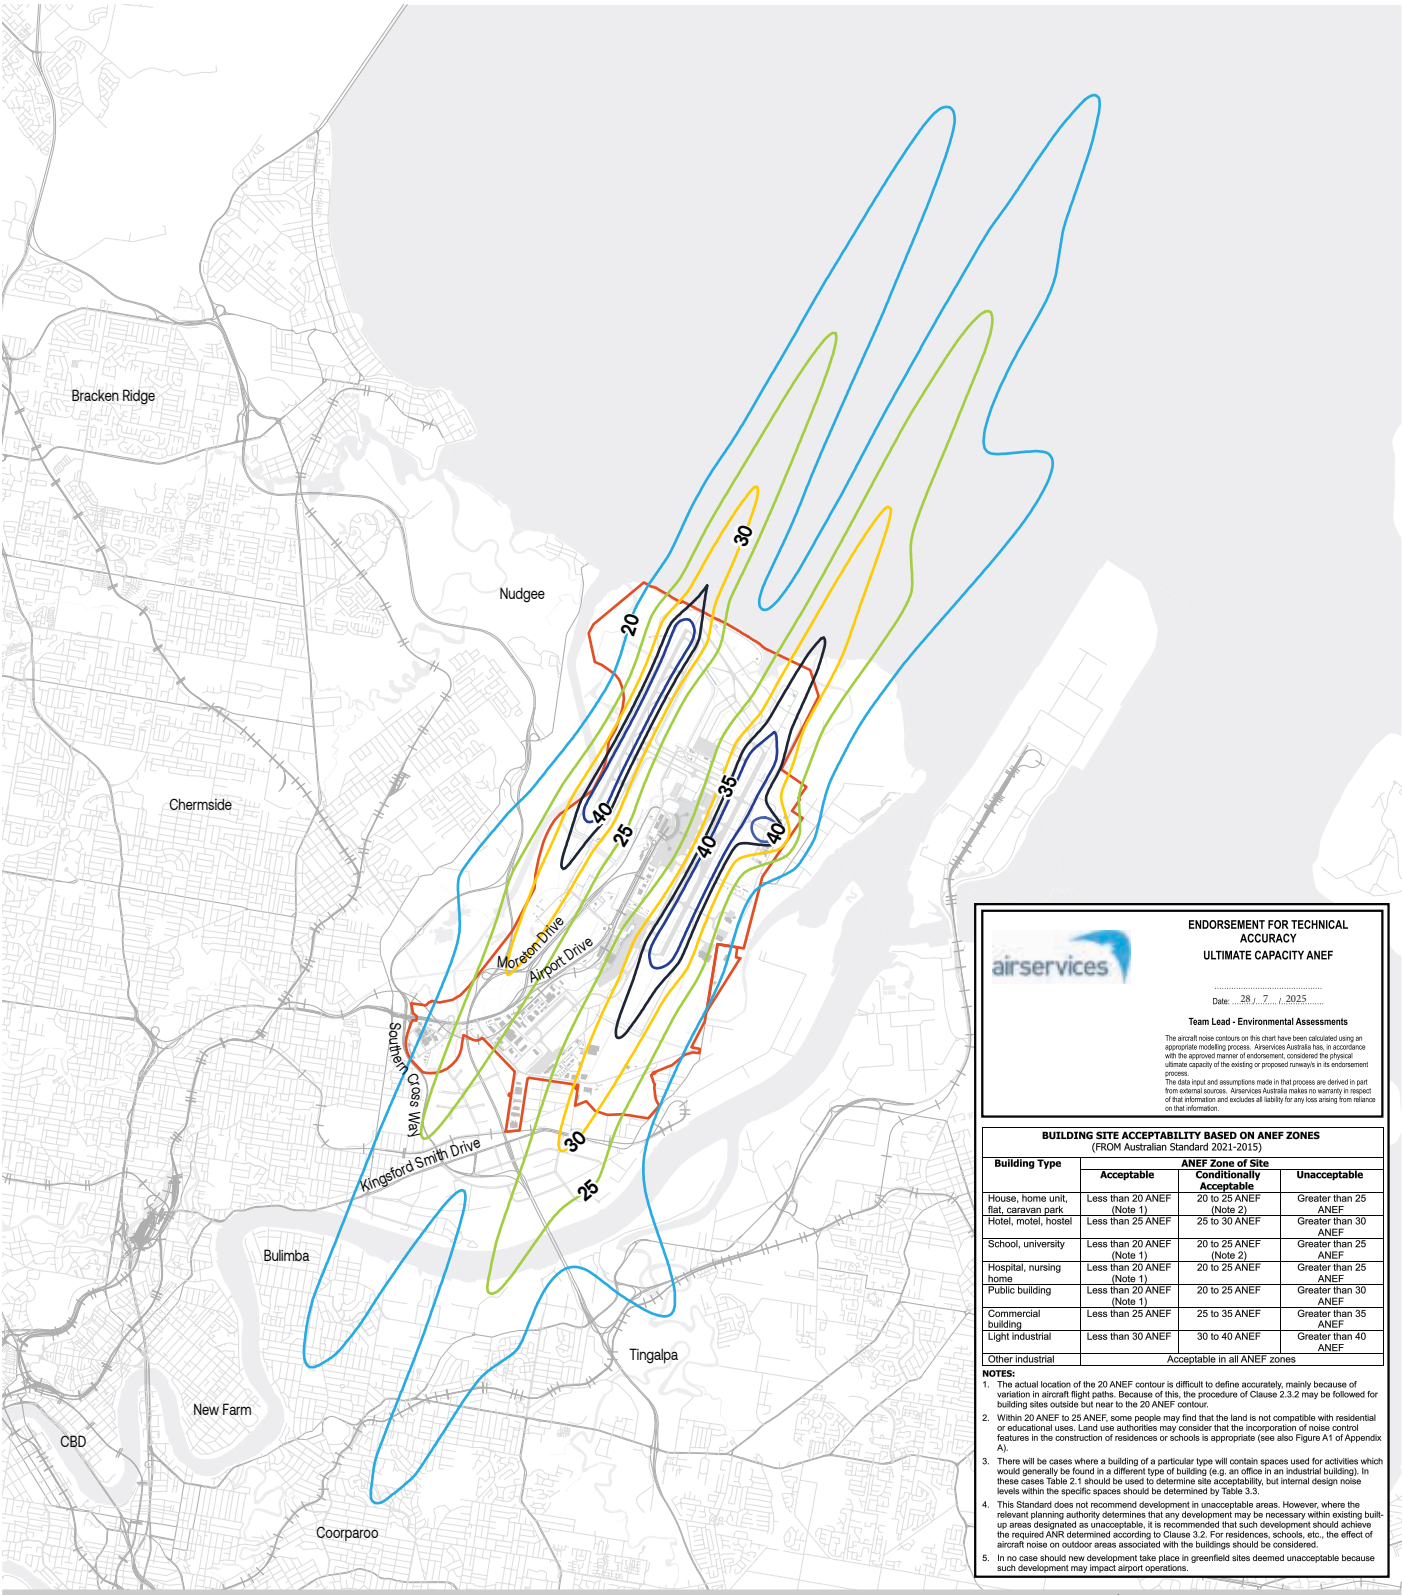 Bracken Ridge
30
Nudgee
20
35
Chermside
40
25
40
40
Moreton Drive
Airport Drive
Southern Cross Way
Kingsford Smith Drive
30
25
Bulimba
Tingalpa
New Farm
CBD
Coorparoo
airservices
ENDORSEMENT FOR TECHNICAL
ACCURACY
ULTIMATE CAPACITY ANEF
Date: 28 / 7 / 2025
Team Lead - Environmental Assessments
The aircraft noise contours on this chart have been calculated using an
appropriate modelling process. Airservices Australia has, in accordance
with the approved manner of endorsement, considered the physical
ultimate capacity of the existing or proposed runway/s in its endorsement
process.
The data input and assumptions made in that process are derived in part
from external sources. Airservices Australia makes no warranty in respect
of that information and excludes all liability for any loss arising from reliance
on that information.
BUILDING SITE ACCEPTABILITY BASED ON ANEF ZONES
(FROM Australian Standard 2021-2015)
Building Type ANEF Zone of Site
Acceptable Conditionally Acceptable Unacceptable
House, home unit, flat, caravan park Less than 20 ANEF (Note 1) 20 to 25 ANEF (Note 2) Greater than 25 ANEF
Hotel, motel, hostel Less than 25 ANEF 25 to 30 ANEF Greater than 30 ANEF
School, university Less than 20 ANEF (Note 1) 20 to 25 ANEF (Note 2) Greater than 25 ANEF
Hospital, nursing home Less than 20 ANEF (Note 1) 20 to 25 ANEF Greater than 25 ANEF
Public building Less than 20 ANEF (Note 1) 20 to 25 ANEF Greater than 30 ANEF
Commercial building Less than 25 ANEF 25 to 35 ANEF Greater than 35 ANEF
Light industrial Less than 30 ANEF 30 to 40 ANEF Greater than 40 ANEF
Other industrial Acceptable in all ANEF zones
NOTES:
1. The actual location of the 20 ANEF contour is difficult to define accurately, mainly because of
variation in aircraft flight paths. Because of this, the procedure of Clause 2.3.2 may be followed for
building sites outside but near to the 20 ANEF contour.
2. Within 20 ANEF to 25 ANEF, some people may find that the land is not compatible with residential
or educational uses. Land use authorities may consider that the incorporation of noise control
features in the construction of residences or schools is appropriate (see also Figure A1 of Appendix
A).
3. There will be cases where a building of a particular type will contain spaces used for activities which
would generally be found in a different type of building (e.g. an office in an industrial building). In
these cases Table 2.1 should be used to determine site acceptability, but internal design noise
levels within the specific spaces should be determined by Table 3.3.
4. This Standard does not recommend development in unacceptable areas. However, where the
relevant planning authority determines that any development may be necessary within existing built-
up areas designated as unacceptable, it is recommended that such development should achieve
the required ANR determined according to Clause 3.2. For residences, schools, etc., the effect of
aircraft noise on outdoor areas associated with the buildings should be considered.
5. In no case should new development take place in greenfield sites deemed unacceptable because
such development may impact airport operations.